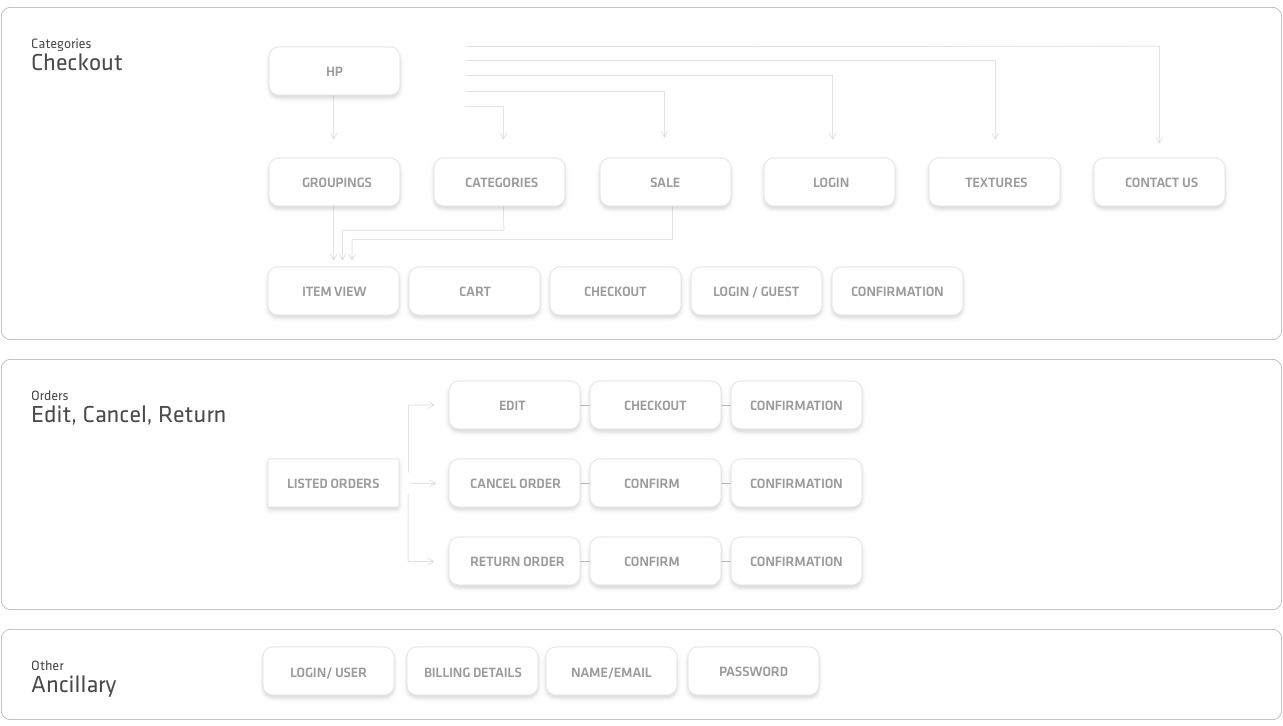 Categories
Checkout
HP
GROUPINGS
CATEGORIES
SALE
LOGIN
TEXTURES
CONTACT US
ITEM VIEW
CART
CHECKOUT
LOGIN / GUEST
CONFIRMATION
Orders
Edit, Cancel, Return
EDIT
CHECKOUT
CONFIRMATION
LISTED ORDERS
CANCEL ORDER
CONFIRM
CONFIRMATION
RETURN ORDER
CONFIRM
CONFIRMATION
Other
Ancillary
LOGIN/ USER
BILLING DETAILS
NAME/EMAIL
PASSWORD